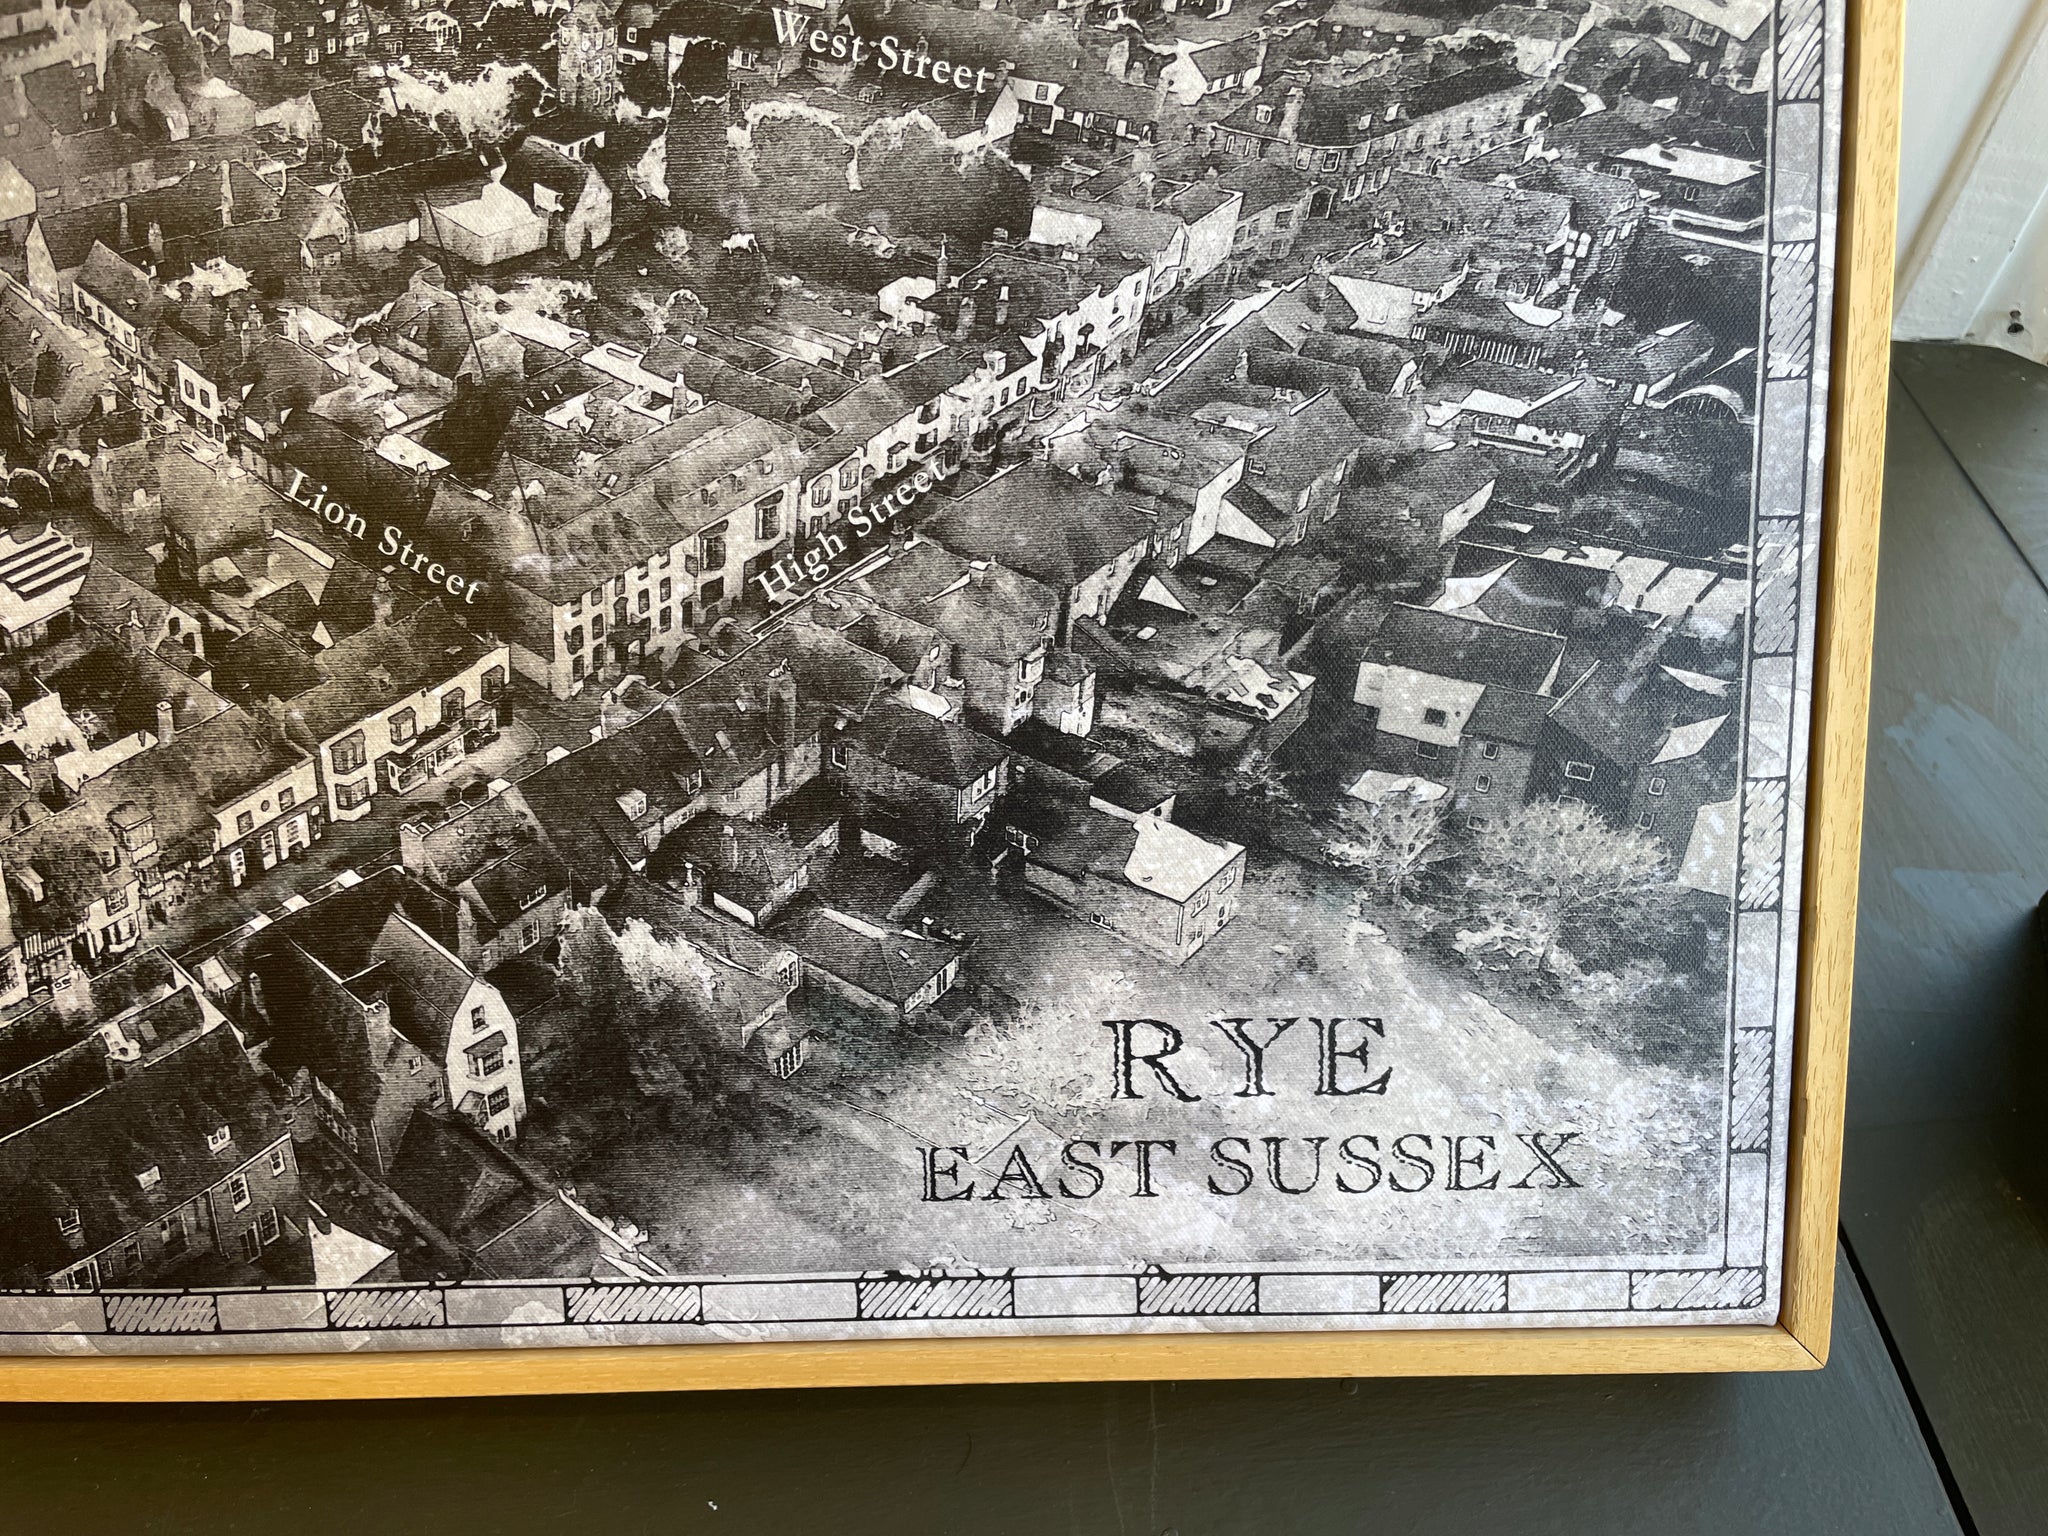 West Street
Lion Street
High Street
RYE
EAST SUSSEX